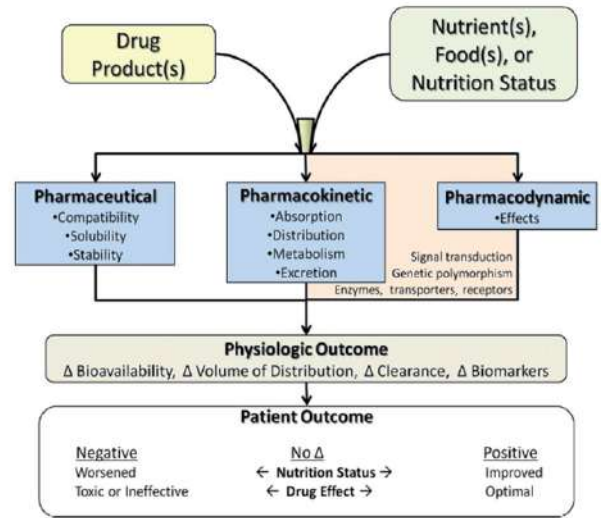 Drug
Product(s)
Nutrient(s),
Food(s), or
Nutrition Status
Pharmaceutical
•Compatibility
•Solubility
•Stability
Pharmacokinetic
•Absorption
•Distribution
•Metabolism
•Excretion
Pharmacodynamic
•Effects
Signal transduction
Genetic polymorphism
Enzymes, transporters, receptors
Physiologic Outcome
Δ Bioavailability, Δ Volume of Distribution, Δ Clearance, Δ Biomarkers
Patient Outcome
Negative No Δ Positive
Worsened ← Nutrition Status → Improved
Toxic or Ineffective ← Drug Effect → Optimal